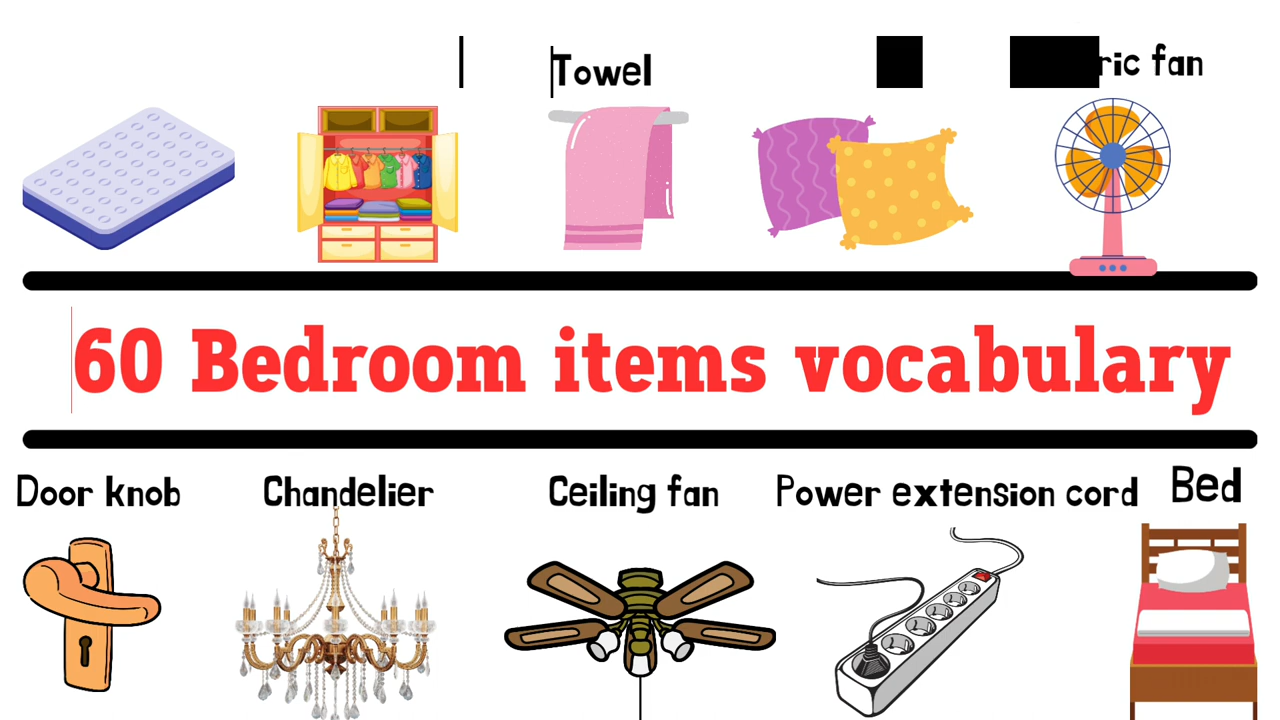 Towel
ric fan
60 Bedroom items vocabulary
Door knob
Chandelier
Ceiling fan
Power extension cord
Bed